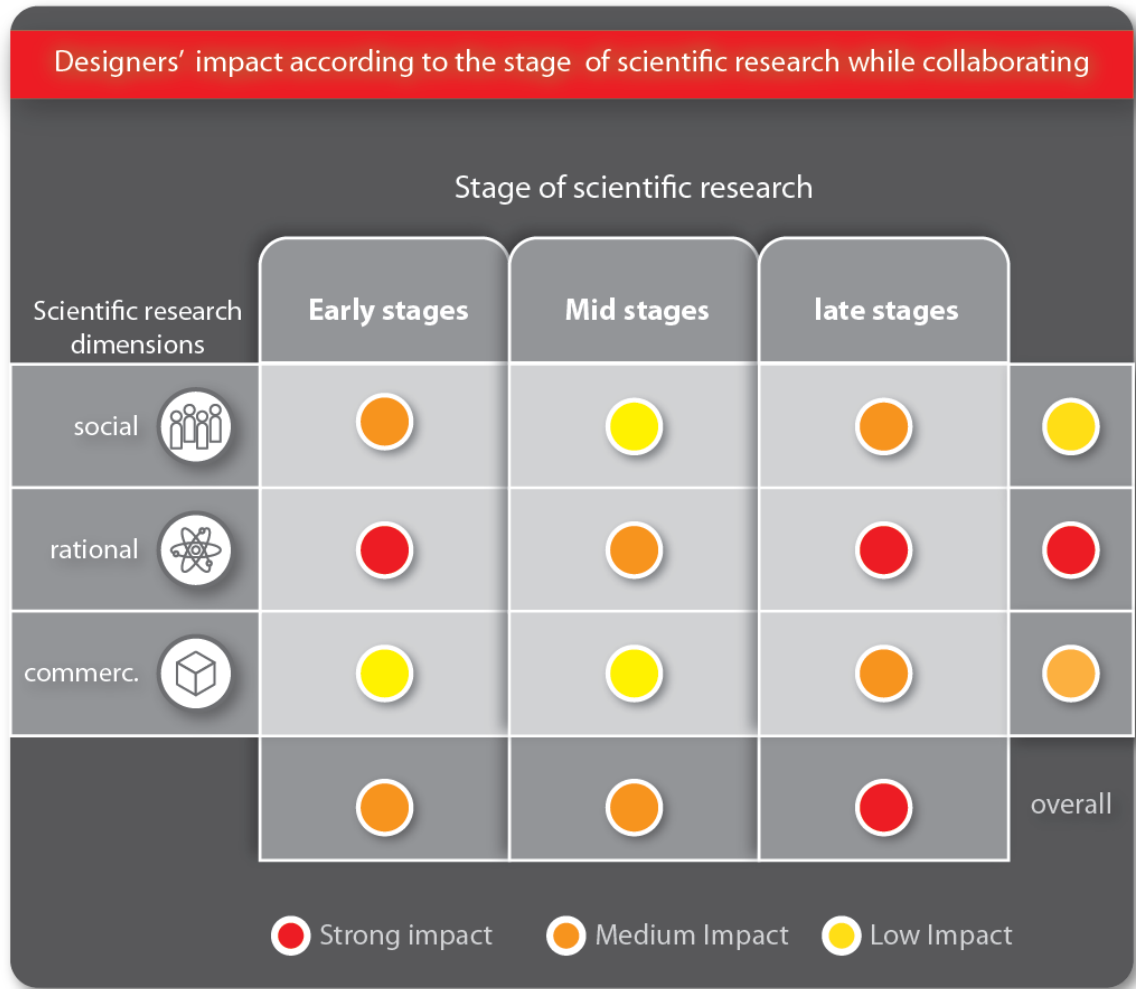 Designers' impact according to the stage of scientific research while collaborating
Stage of scientific research
Scientific research
dimensions
Early stages
Mid stages
late stages
social
rational
commerc.
overall
Strong impact
Medium Impact
Low Impact